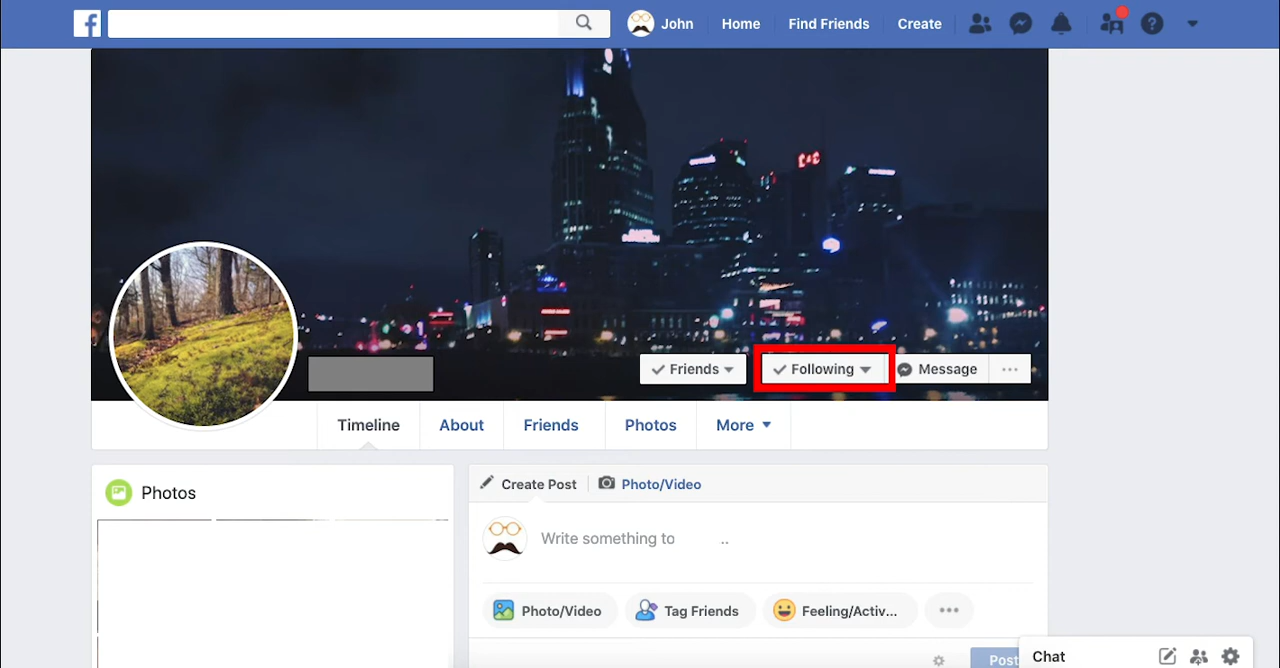 f
John
Home
Find Friends
Create
?
Friends
Following
Message
...
Timeline
About
Friends
Photos
More
Photos
Create Post
Photo/Video
Write something to ..
Photo/Video
Tag Friends
Feeling/Activ...
...
Post
Chat